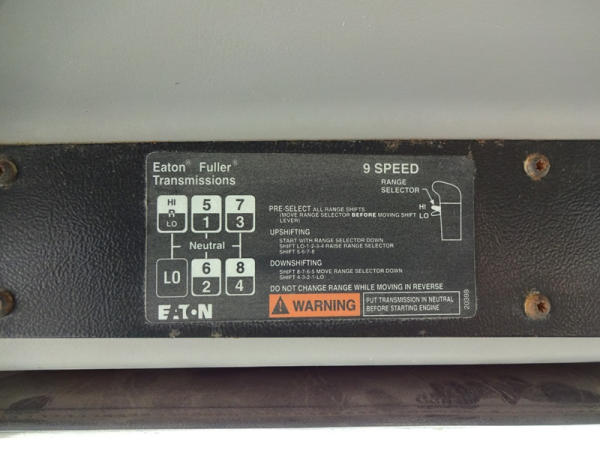 Eaton® Fuller®
Transmissions
9 SPEED
RANGE
SELECTOR
HI
LO
HI
R
LO
5
1
7
3
Neutral
LO
6
2
8
4
PRE-SELECT ALL RANGE SHIFTS.
(MOVE RANGE SELECTOR BEFORE MOVING SHIFT
LEVER)
UPSHIFTING
START WITH RANGE SELECTOR DOWN
SHIFT LO-1-2-3-4 RAISE RANGE SELECTOR
SHIFT 5-6-7-8
DOWNSHIFTING
SHIFT 8-7-6-5 MOVE RANGE SELECTOR DOWN
SHIFT 4-3-2-1-LO
DO NOT CHANGE RANGE WHILE MOVING IN REVERSE
EATON
WARNING
PUT TRANSMISSION IN NEUTRAL
BEFORE STARTING ENGINE